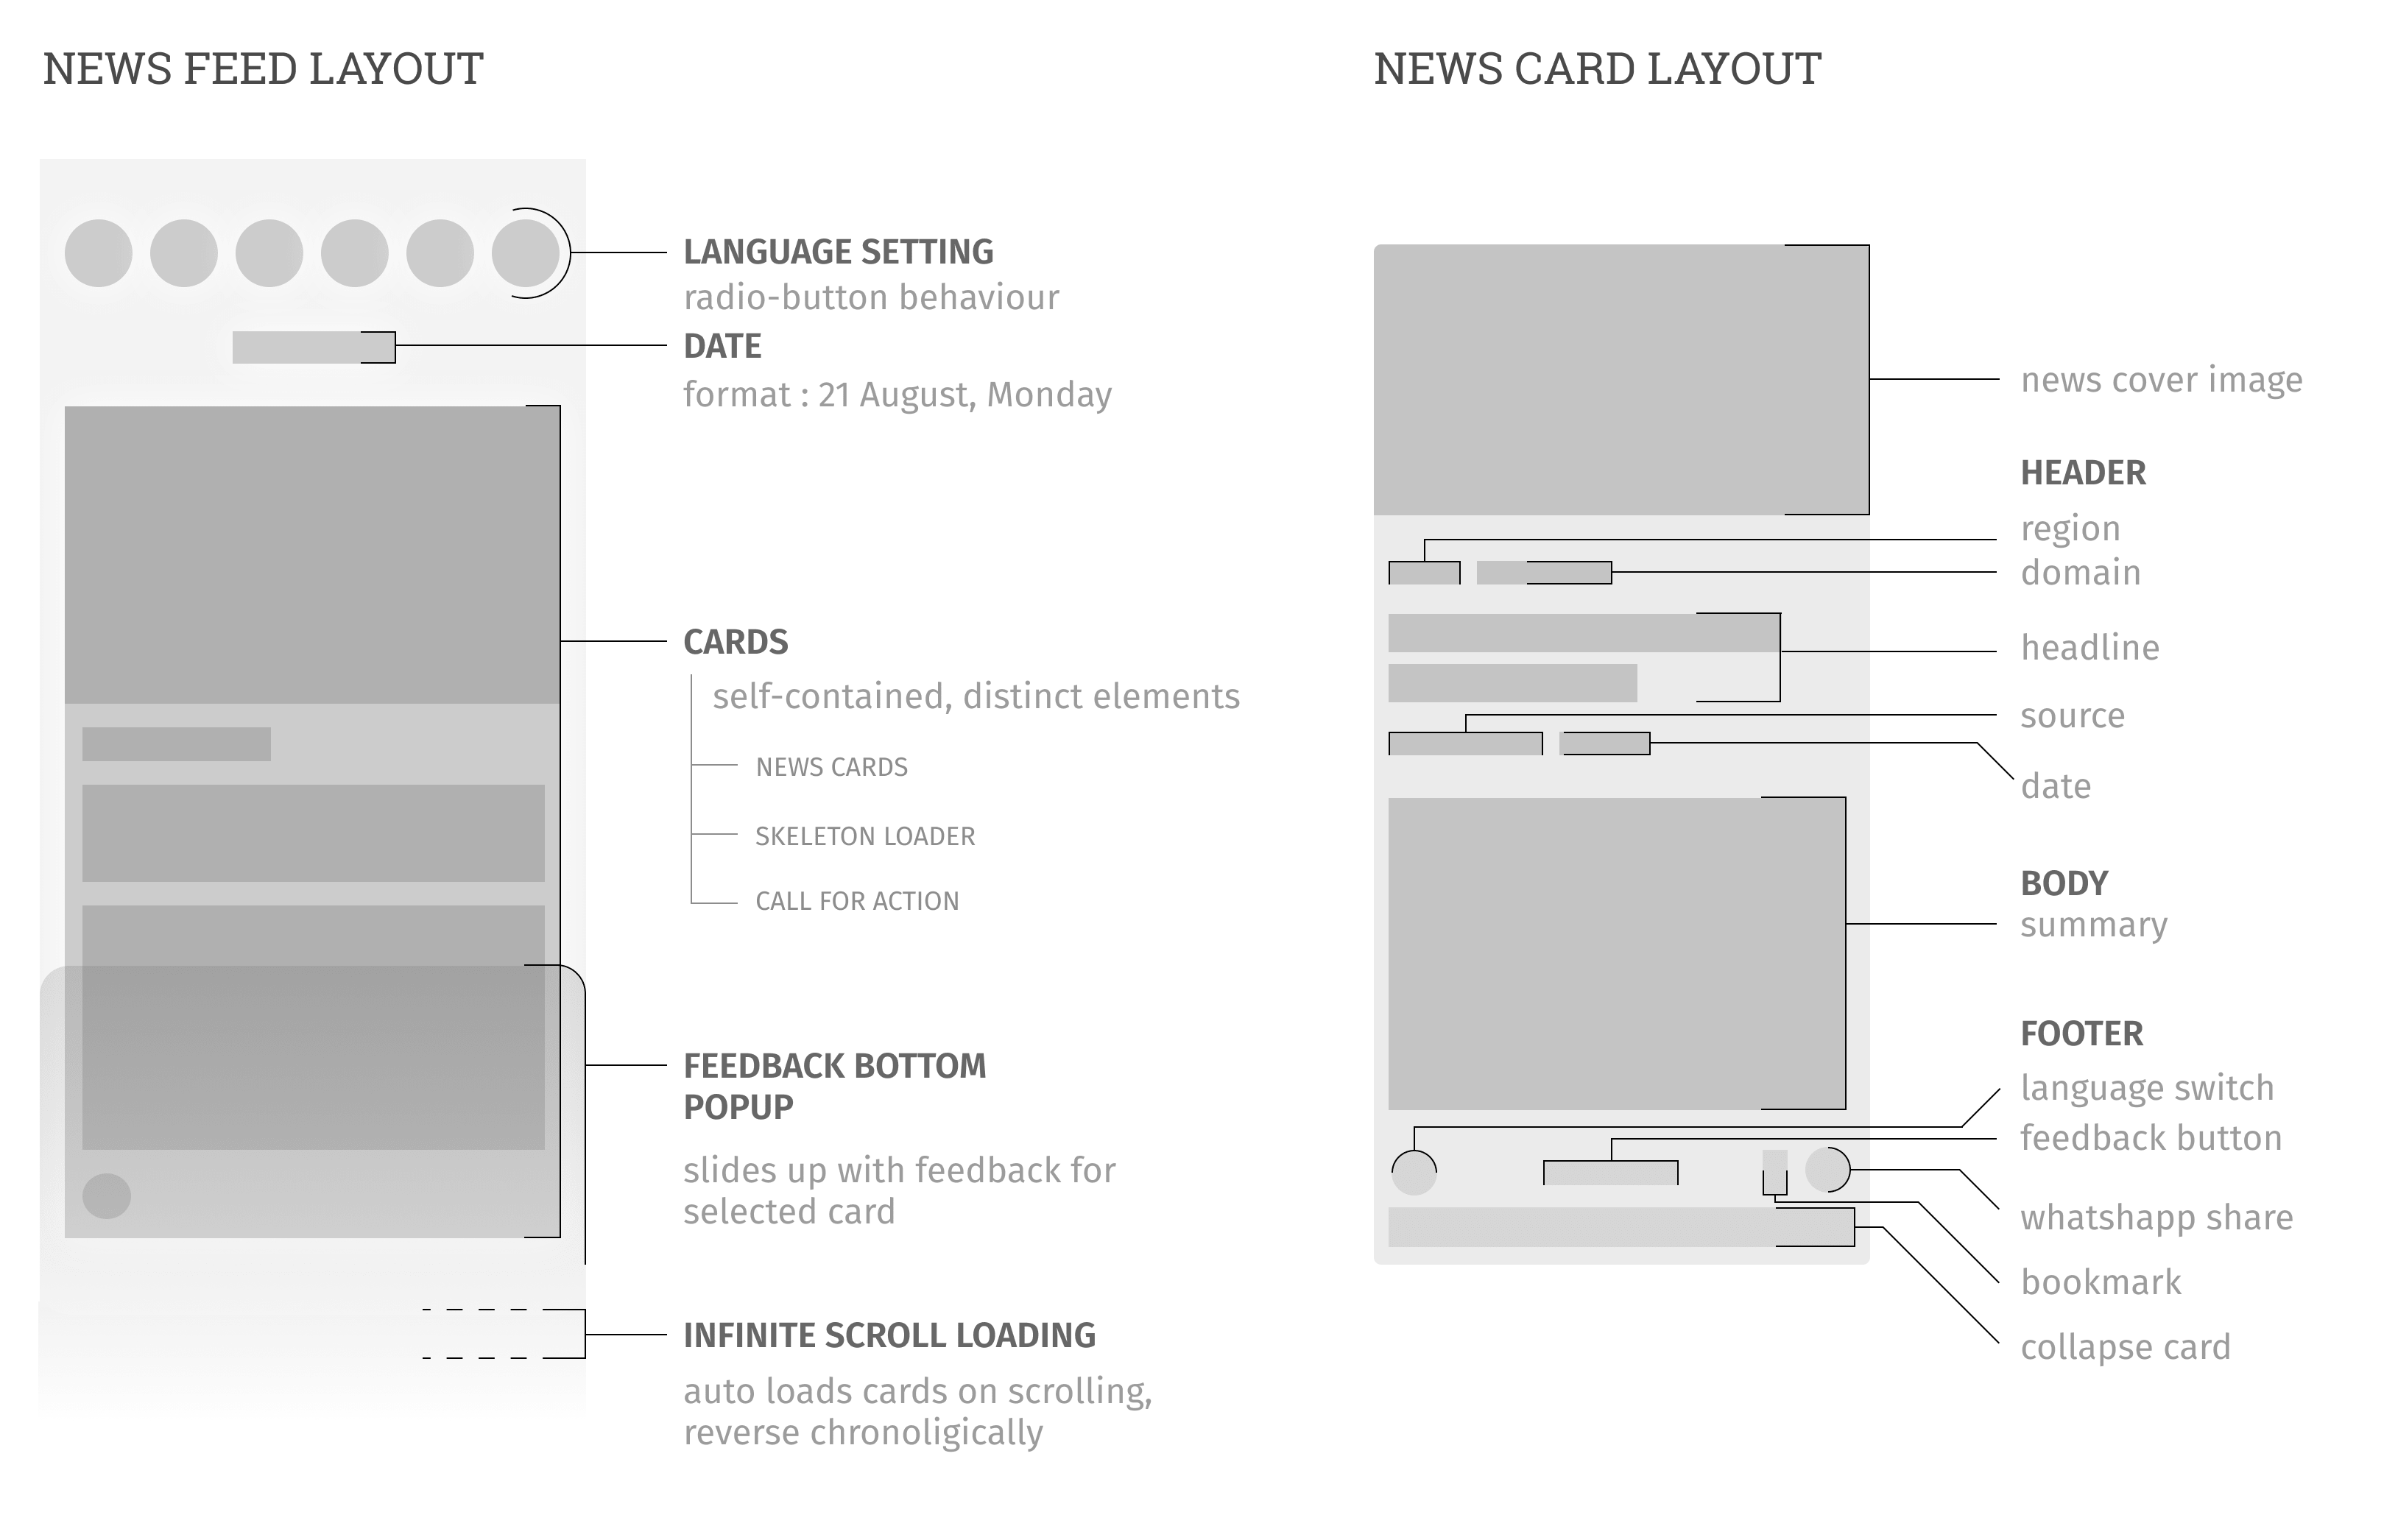 NEWS FEED LAYOUT
LANGUAGE SETTING
radio-button behaviour
DATE
format : 21 August, Monday
CARDS
self-contained, distinct elements
NEWS CARDS
SKELETON LOADER
CALL FOR ACTION
FEEDBACK BOTTOM
POPUP
slides up with feedback for
selected card
INFINITE SCROLL LOADING
auto loads cards on scrolling,
reverse chronoligically
NEWS CARD LAYOUT
news cover image
HEADER
region
domain
headline
source
date
BODY
summary
FOOTER
language switch
feedback button
whatshapp share
bookmark
collapse card